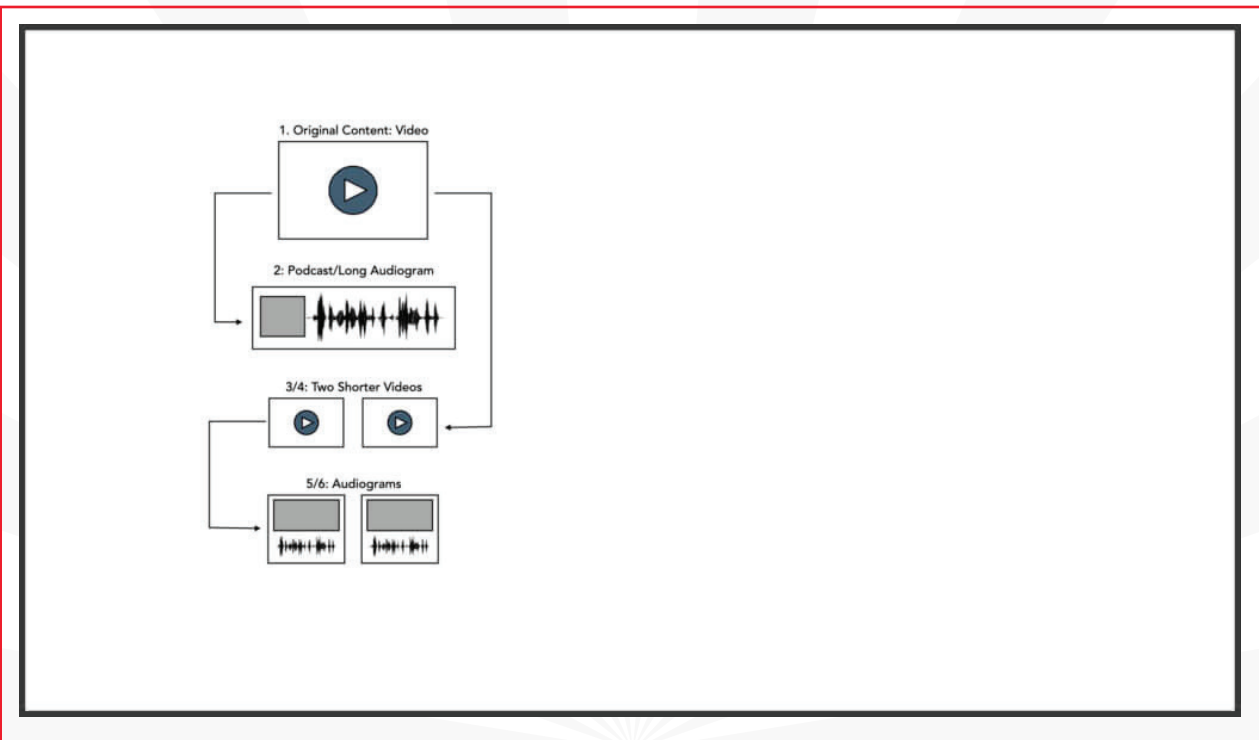 1. Original Content: Video
2: Podcast/Long Audiogram
3/4: Two Shorter Videos
5/6: Audiograms